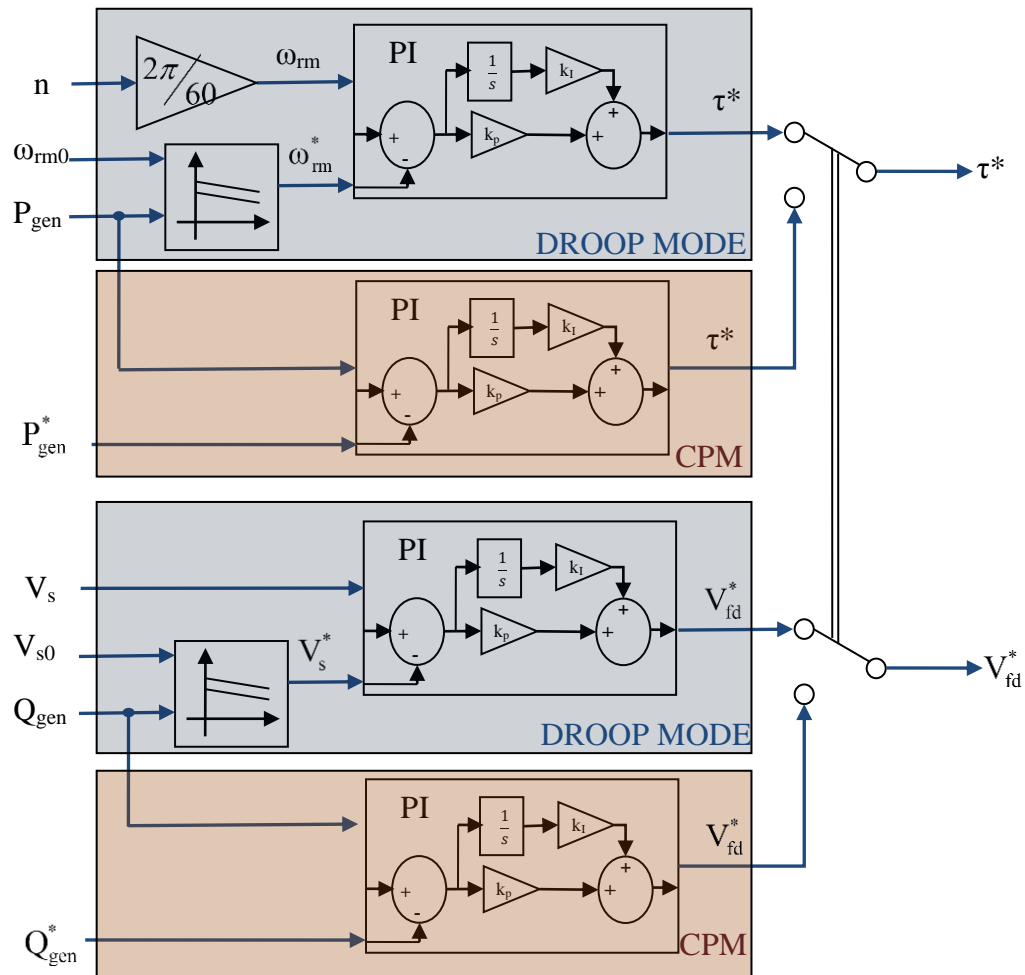 n
2π/60
ω_rm
PI
1/s
k_I
+
-
k_p
+
+
τ*
τ*
ω_rm0
ω*_rm
P_gen
DROOP MODE
PI
1/s
k_I
+
-
k_p
+
+
τ*
P*_gen
CPM
V_s
PI
1/s
k_I
+
-
k_p
+
+
V*_fd
V_s0
V*_s
V*_fd
Q_gen
DROOP MODE
PI
1/s
k_I
+
-
k_p
+
+
V*_fd
Q*_gen
CPM